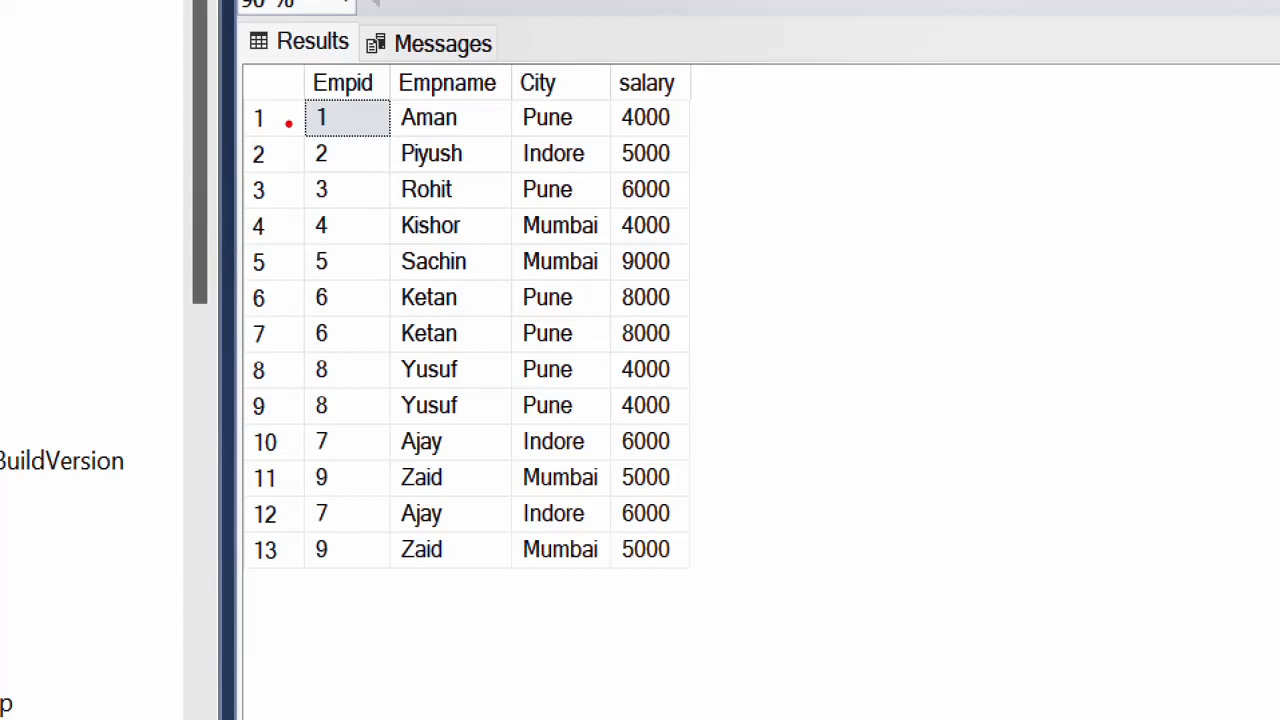 90 %
Results Messages
Empid Empname City salary
1 1 Aman Pune 4000
2 2 Piyush Indore 5000
3 3 Rohit Pune 6000
4 4 Kishor Mumbai 4000
5 5 Sachin Mumbai 9000
6 6 Ketan Pune 8000
7 6 Ketan Pune 8000
8 8 Yusuf Pune 4000
9 8 Yusuf Pune 4000
10 7 Ajay Indore 6000
BuildVersion
11 9 Zaid Mumbai 5000
12 7 Ajay Indore 6000
13 9 Zaid Mumbai 5000
p